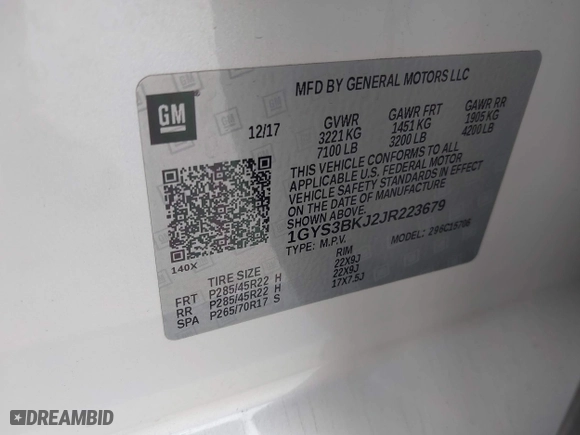 MFD BY GENERAL MOTORS LLC
GM
12/17
GVWR
3221 KG
7100 LB
GAWR FRT
1451 KG
3200 LB
GAWR RR
1905 KG
4200 LB
THIS VEHICLE CONFORMS TO ALL
APPLICABLE U.S. FEDERAL MOTOR
VEHICLE SAFETY STANDARDS IN EFFECT
ON THE DATE OF MANUFACTURE
SHOWN ABOVE.
1GYS3BKJ2JR223679
TYPE: M.P.V.
MODEL: 2966C15706
140X
TIRE SIZE
RIM
FRT P285/45R22 H 22X9J
RR P285/45R22 H 22X9J
SPA P265/70R17 S 17X7.5J
DREAMBID